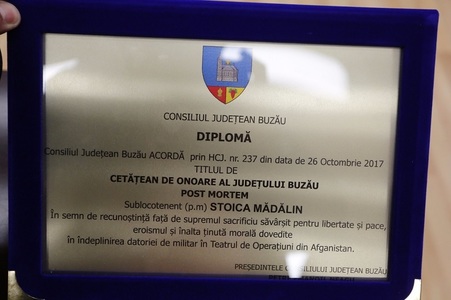 CONSILIUL JUDEȚEAN BUZĂU
DIPLOMĂ
Consiliul Județean Buzău ACORDĂ prin HCJ. nr. 237 din data de 26 Octombrie 2017
TITLUL DE
CETĂȚEAN DE ONOARE AL JUDEȚULUI BUZĂU
POST MORTEM
Sublocotenent (p.m) STOICA MĂDĂLIN
În semn de recunoștință față de supremul sacrificiu săvârșit pentru libertate și pace,
eroismul și înalta ținută morală dovedite
în îndeplinirea datoriei de militar în Teatrul de Operațiuni din Afganistan.
PREȘEDINTELE CONSILIULUI JUDEȚEAN BUZĂU